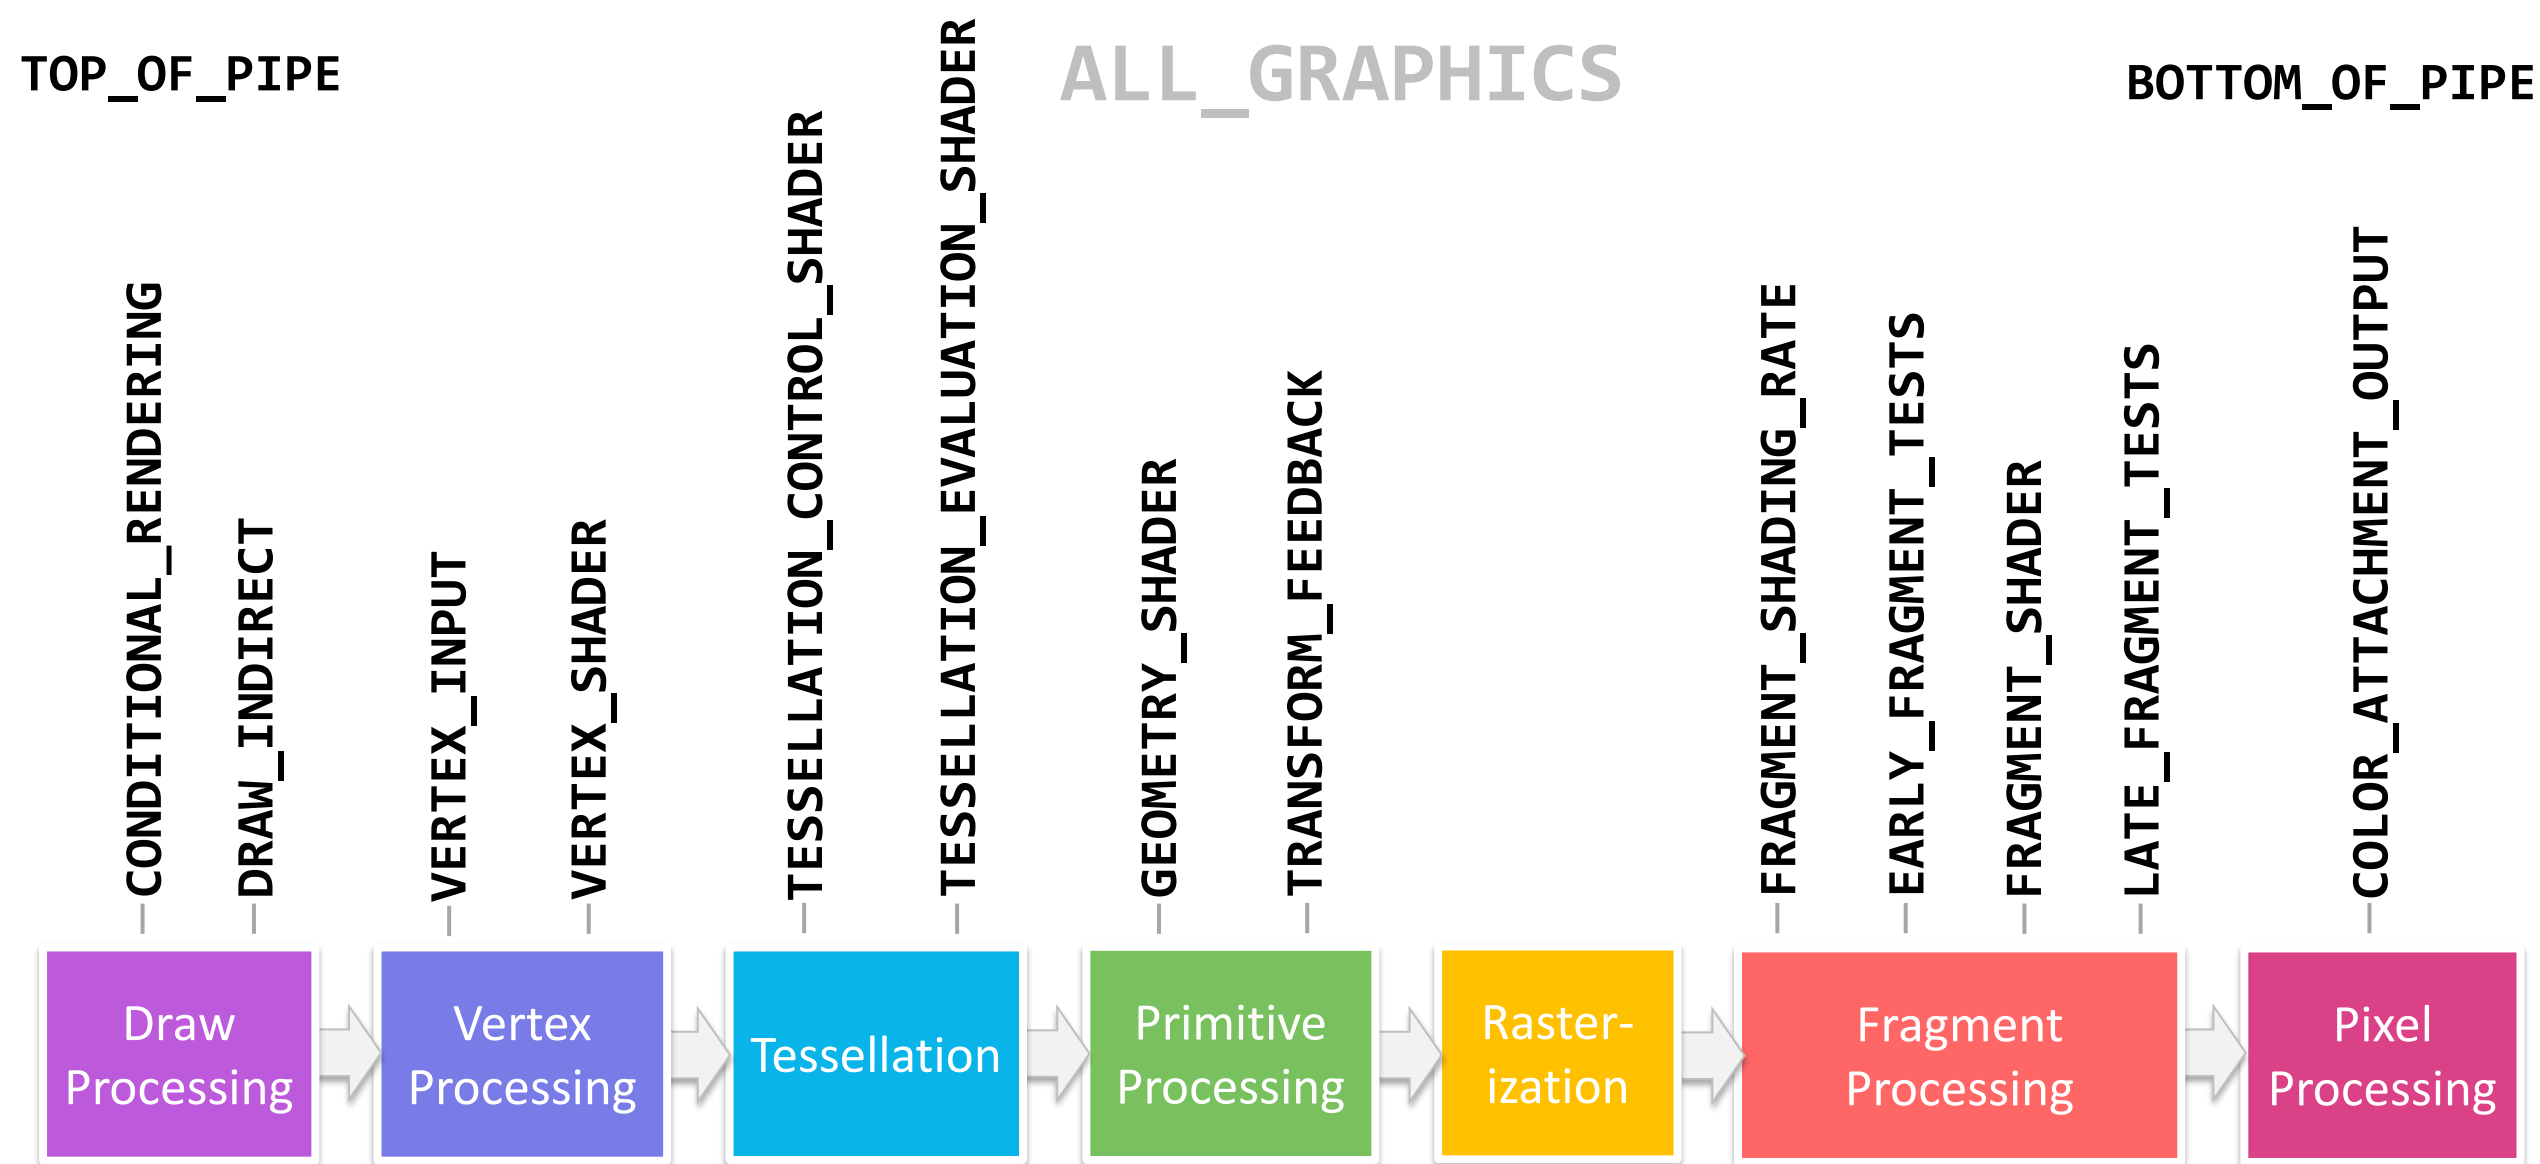 TOP_OF_PIPE
ALL_GRAPHICS
BOTTOM_OF_PIPE
CONDITIONAL_RENDERING
DRAW_INDIRECT
VERTEX_INPUT
VERTEX_SHADER
TESSELLATION_CONTROL_SHADER
TESSELLATION_EVALUATION_SHADER
GEOMETRY_SHADER
TRANSFORM_FEEDBACK
FRAGMENT_SHADING_RATE
EARLY_FRAGMENT_TESTS
FRAGMENT_SHADER
LATE_FRAGMENT_TESTS
COLOR_ATTACHMENT_OUTPUT
Draw
Processing
Vertex
Processing
Tessellation
Primitive
Processing
Raster-
ization
Fragment
Processing
Pixel
Processing